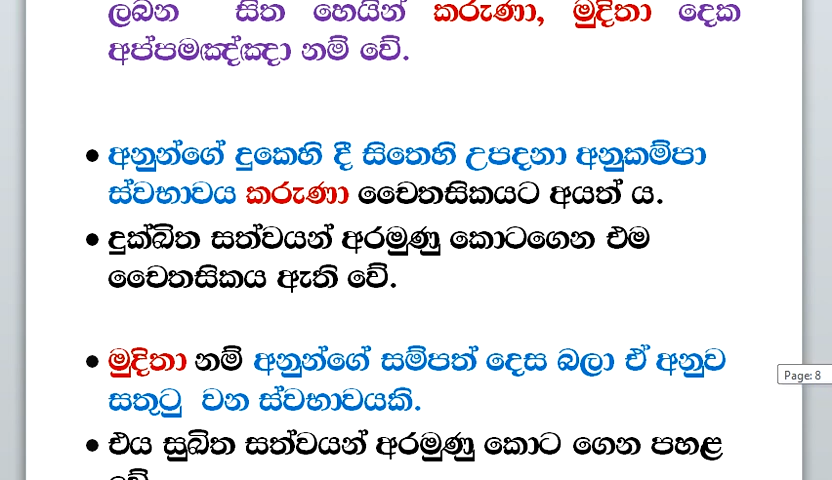 ලබන සිත හෙයින් කරුණා, මුදිතා දෙක
අප්පමඤ්ඤා නම් වේ.
• අනුන්ගේ දුකෙහි දී සිතෙහි උපදනා අනුකම්පා
ස්වභාවය කරුණා චෛතසිකයට අයත් ය.
• දුක්ඛිත සත්වයන් අරමුණු කොටගෙන එම
චෛතසිකය ඇති වේ.
• මුදිතා නම් අනුන්ගේ සම්පත් දෙස බලා ඒ අනුව
Page: 8
සතුටු වන ස්වභාවයකි.
• එය සුඛිත සත්වයන් අරමුණු කොට ගෙන පහළ